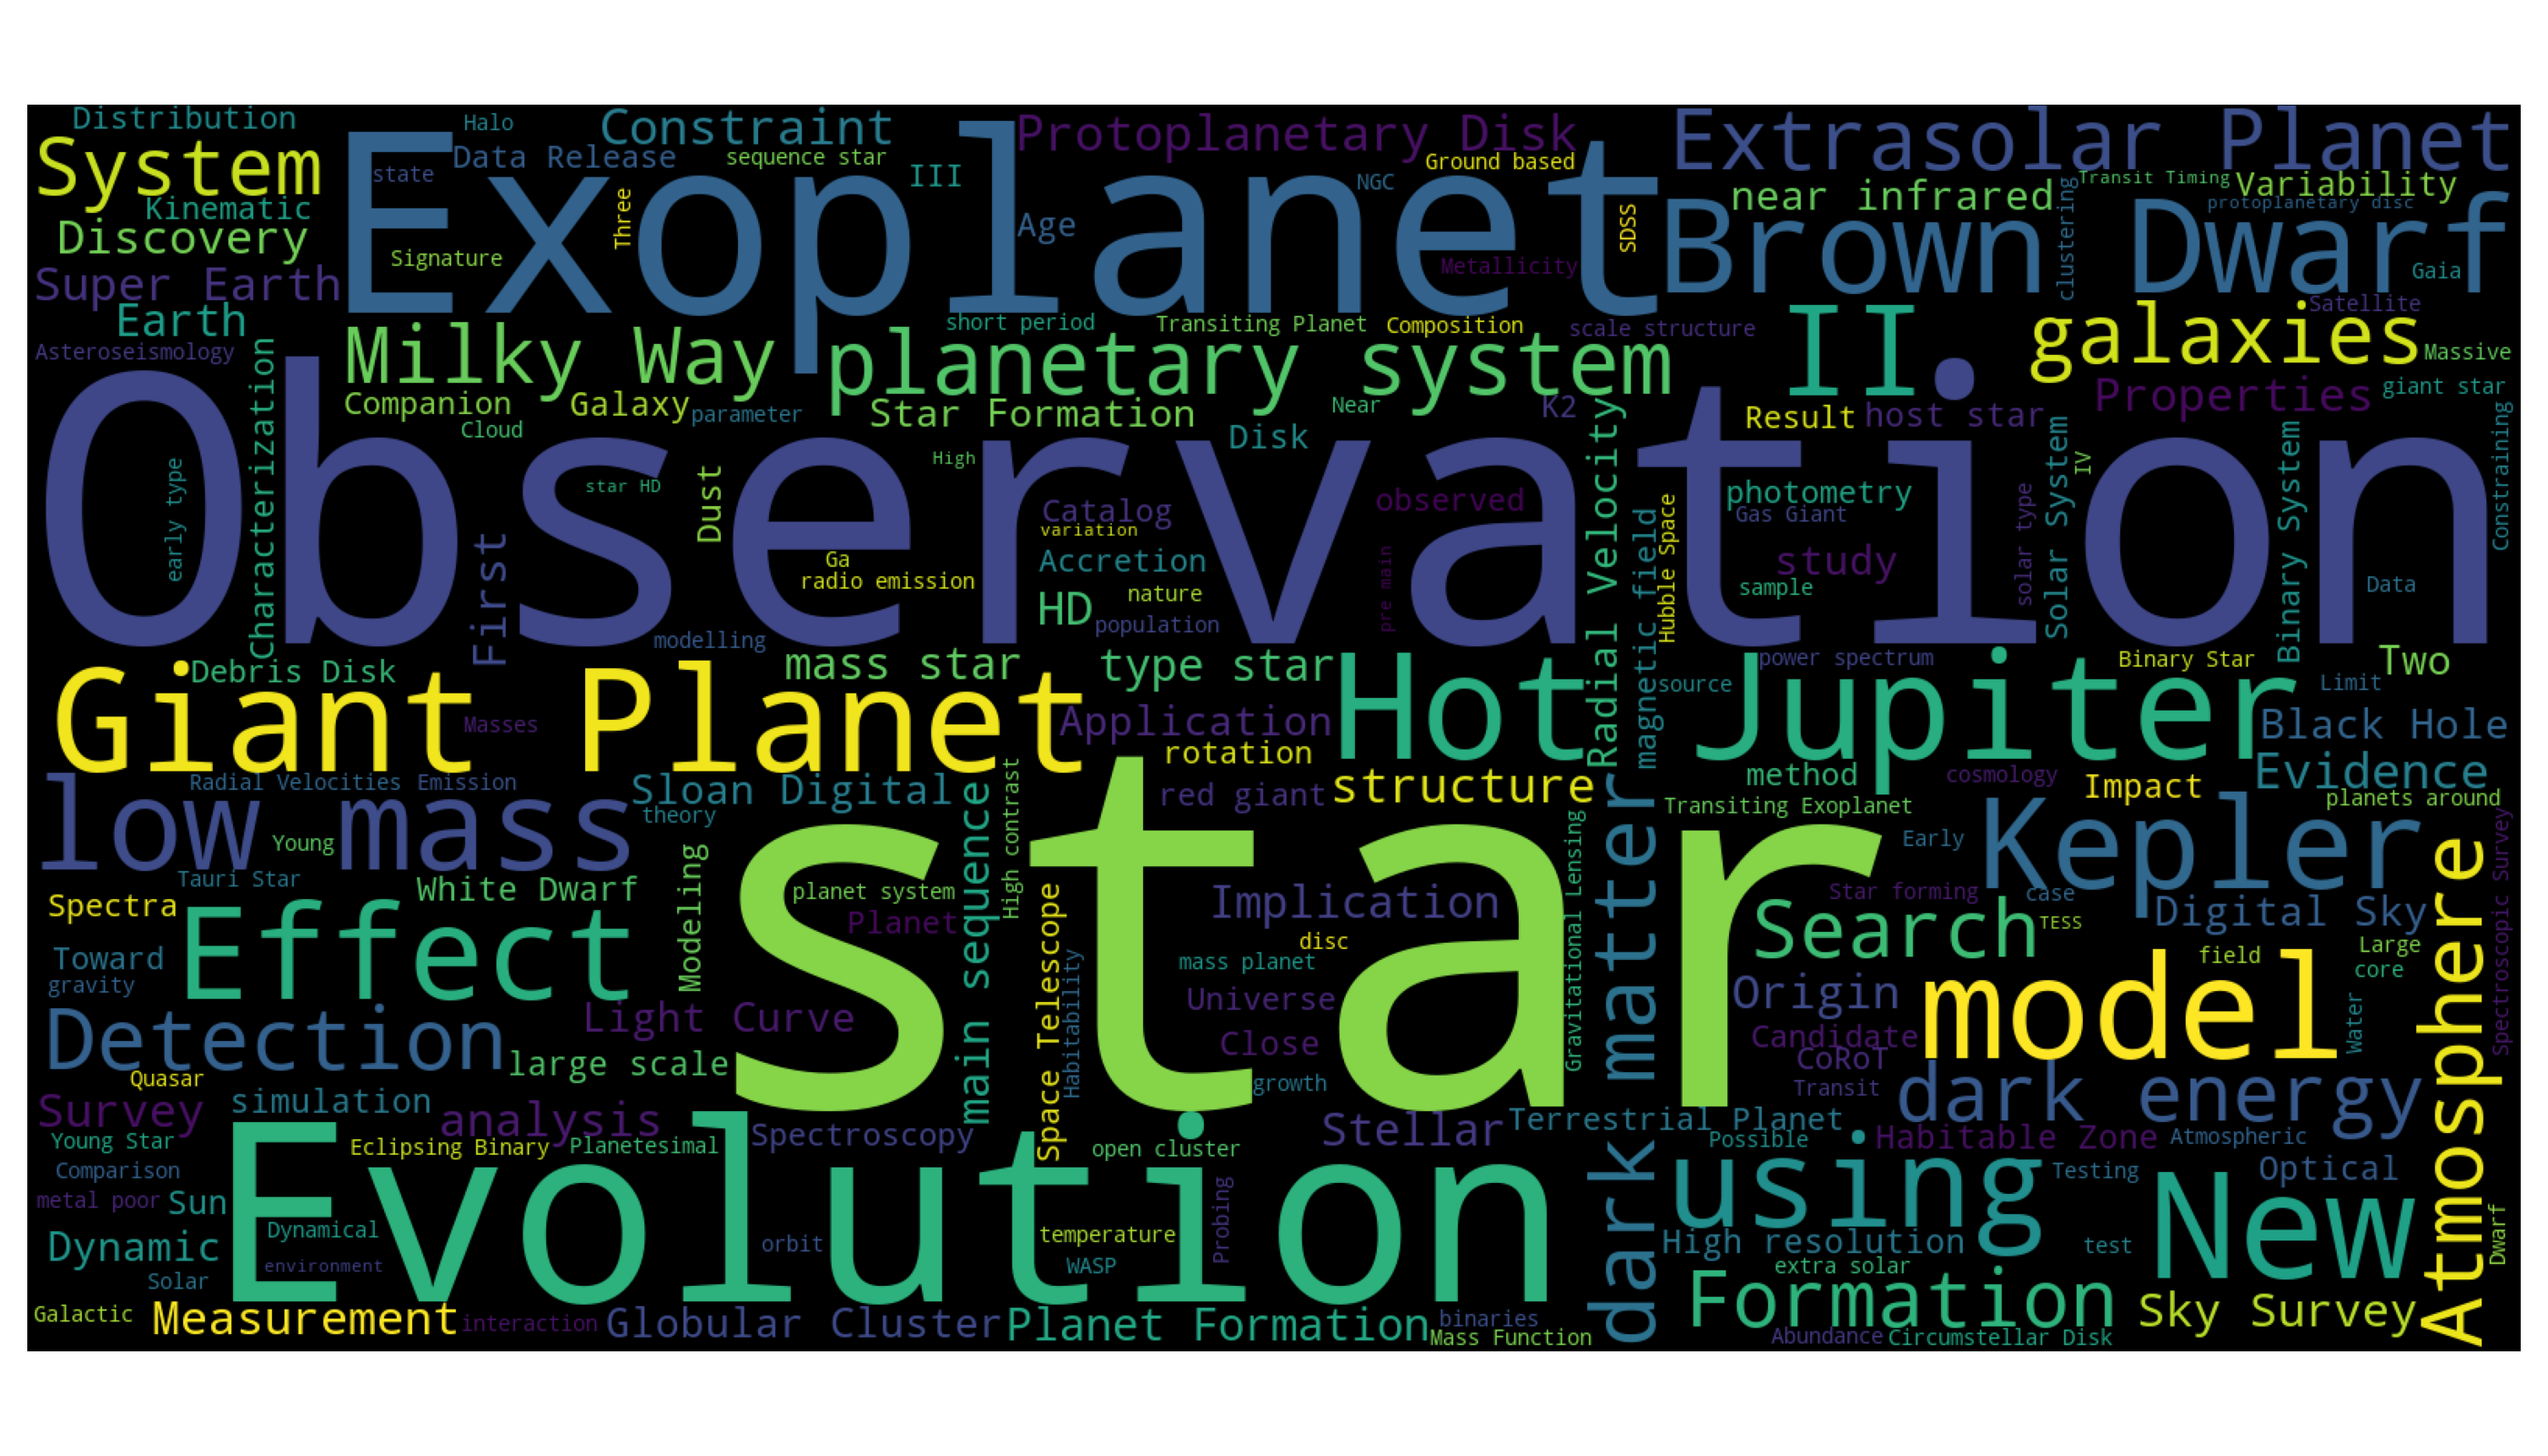 Distribution
Halo
Constraint
Protoplanetary Disk
Extrasolar Planet
System
Exoplanet
state
Data Release
sequence star
III
Ground based
NGC
near infrared
Transit Timing
Variability
protoplanetary disc
Kinematic
Discovery
Three
Age
SDSS
Brown Dwarf
clustering
Signature
Metallicity
Gaia
Super Earth
Earth
Asteroseismology
Milky Way
planetary system
short period
Transiting Planet
Composition
scale structure
II
galaxies
Satellite
Massive
Companion
Galaxy
parameter
Star Formation
Near
K2
Result
host star
Properties
giant star
Cloud
Disk
Characterization
Observation
early type
star HD
Dust
High
Catalog
variation
observed
Radial Velocity
photometry
Gas Giant
Solar System
IV
Binary System
Constraining
First
Ga
radio emission
Accretion
nature
HD
population
pre main
Hubble Space
magnetic field
study
sample
solar type
Data
modelling
Debris Disk
mass star
type star
power spectrum
Binary Star
Two
Giant Planet
Hot Jupiter
source
Limit
Masses
Application
rotation
Black Hole
Radial Velocities
Emission
Sloan Digital
red giant
structure
method
cosmology
Impact
Evidence
low mass
theory
High contrast
Transiting Exoplanet
planets around
Young
Early
Kepler
Tauri Star
White Dwarf
Modeling
planet system
main sequence
star
Implication
Gravitational Lensing
dark matter
Star forming
case
Spectroscopic Survey
Spectra
Effect
Planet
Space Telescope
disc
Search
TESS
Digital Sky
Atmosphere
Toward
gravity
mass planet
field
Large
core
Habitability
Universe
Origin
model
Water
Detection
Light Curve
Close
Candidate
large scale
CoRoT
Quasar
growth
Transit
dark energy
Survey
simulation
analysis
Spectroscopy
Stellar
Terrestrial Planet
Young Star
Eclipsing Binary
Planetesimal
open cluster
Possible
Habitable Zone
Atmospheric
Comparison
Evolution
using
Testing
Optical
metal poor
Sun
Probing
New
Dynamic
Dynamical
orbit
temperature
High resolution
test
Dwarf
environment
WASP
extra solar
Solar
Formation
Galactic
Measurement
interaction
Globular Cluster
Planet Formation
binaries
Mass Function
Abundance
Circumstellar Disk
Sky Survey